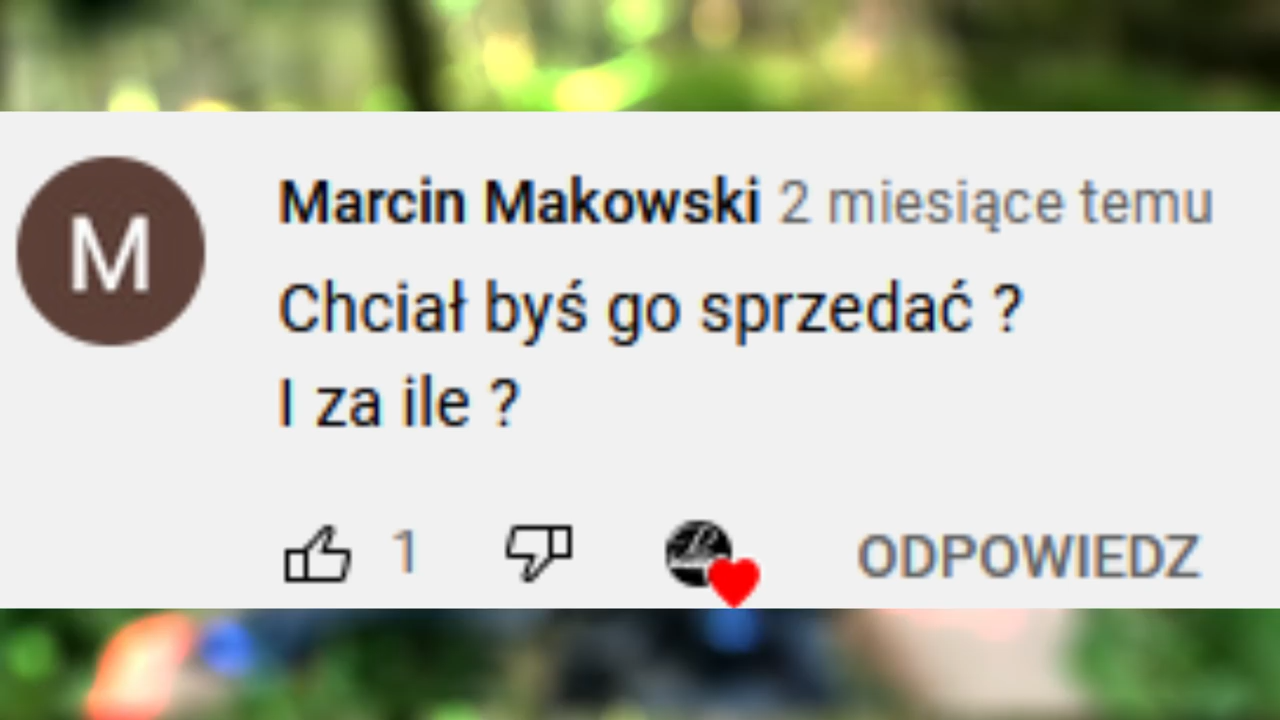 M
Marcin Makowski 2 miesiące temu
Chciał byś go sprzedać ?
I za ile ?
1
ODPOWIEDZ